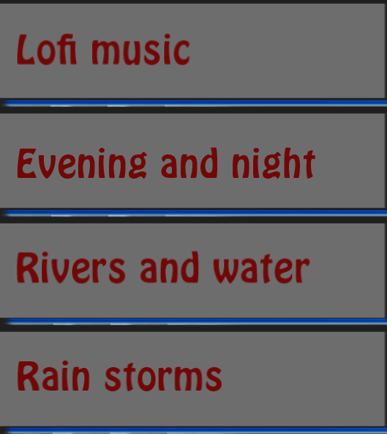 Lofi music
Evening and night
Rivers and water
Rain storms